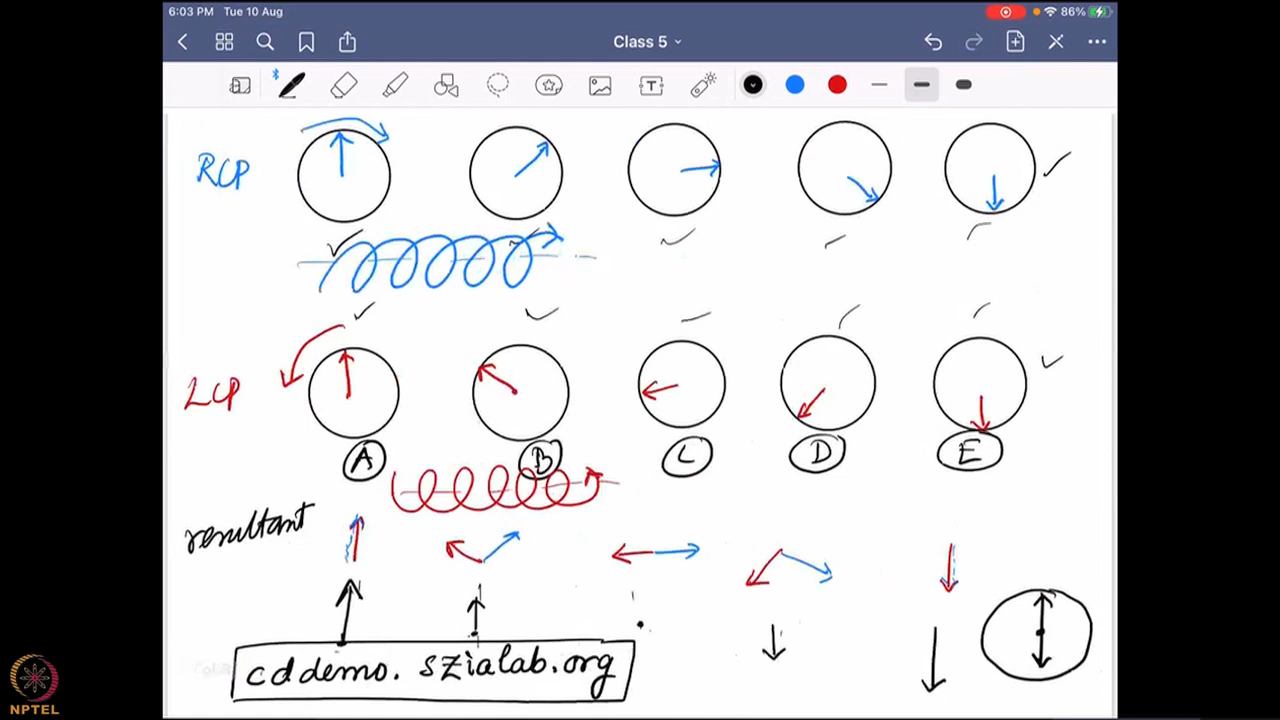 6:03 PM Tue 10 Aug 86%
Class 5
RCP
LCP
A B C D E
resultant
cddemo.szialab.org
NPTEL